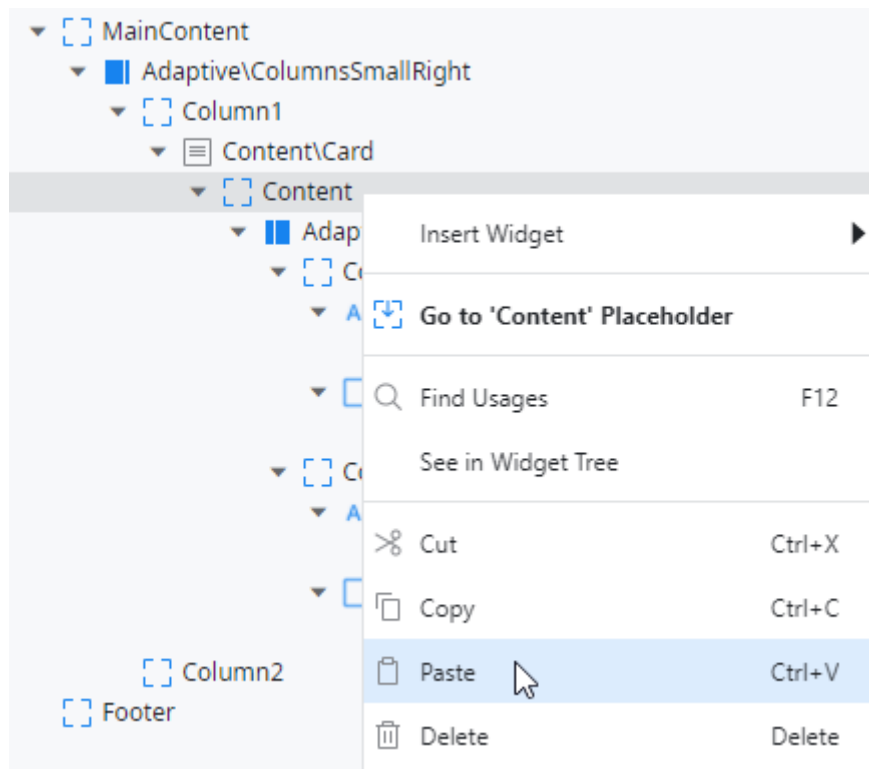 MainContent
Adaptive\ColumnsSmallRight
Column1
Content\Card
Content
Adap
Insert Widget
Go to 'Content' Placeholder
Find Usages F12
See in Widget Tree
Cut Ctrl+X
Copy Ctrl+C
Column2 Paste Ctrl+V
Footer
Delete Delete